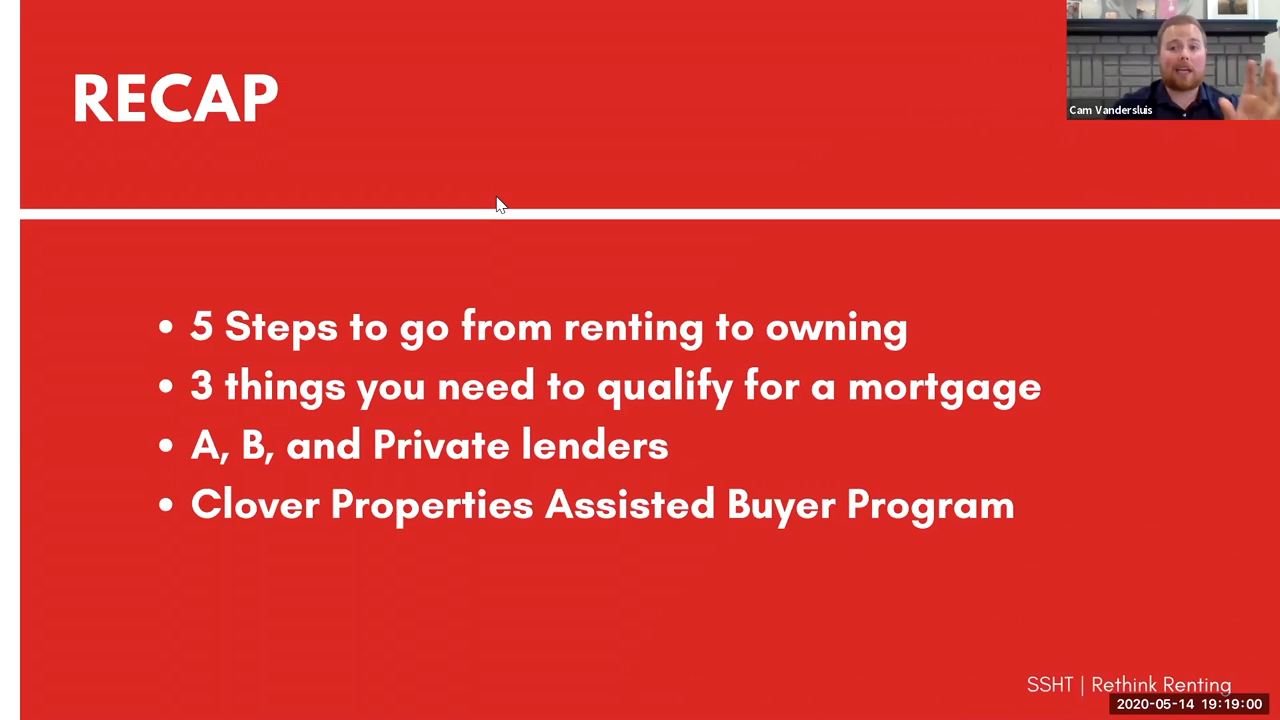 RECAP
Cam Vandersluis
5 Steps to go from renting to owning
3 things you need to qualify for a mortgage
A, B, and Private lenders
Clover Properties Assisted Buyer Program
SSHT | Rethink Renting
2020-05-14 19:19:00